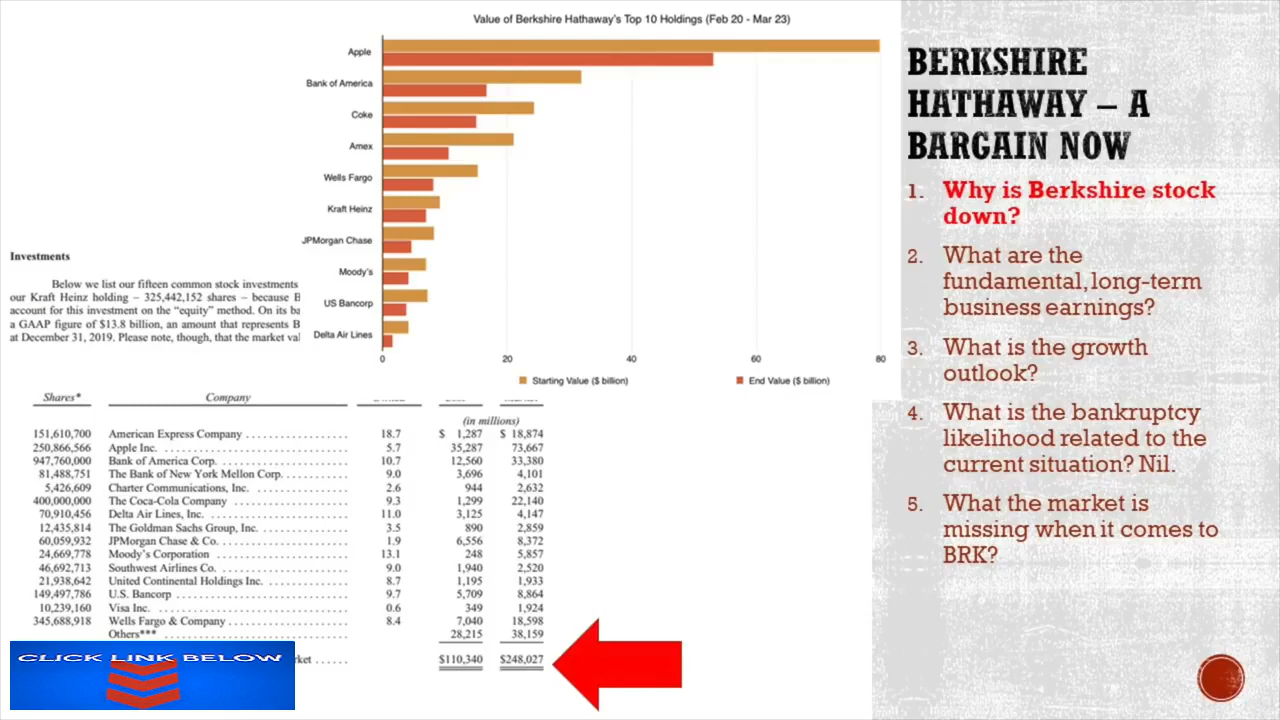 Value of Berkshire Hathaway's Top 10 Holdings (Feb 20 - Mar 23)
Apple
Bank of America
Coke
Amex
Wells Fargo
Kraft Heinz
JPMorgan Chase
Moody's
US Bancorp
Delta Air Lines
0 20 40 60 80
Starting Value ($ billion) End Value ($ billion)
Investments
Below we list our fifteen common stock investments
our Kraft Heinz holding – 325,442,152 shares – because B
account for this investment on the "equity" method. On its ba
a GAAP figure of $13.8 billion, an amount that represents B
at December 31, 2019. Please note, though, that the market val
Shares* Company
(in millions)
151,610,700 American Express Company . . . . . . . . . . . . . . . . . . . 18.7 $ 1,287 $ 18,874
250,866,566 Apple Inc. . . . . . . . . . . . . . . . . . . . 5.7 35,287 73,667
947,760,000 Bank of America Corp. . . . . . . . . . . . . . . . . . . . 10.7 12,560 33,380
81,488,751 The Bank of New York Mellon Corp. . . . . . . . . . . . . 9.0 3,696 4,101
5,426,609 Charter Communications, Inc. . . . . . . . . . . . . . . . 2.6 944 2,632
400,000,000 The Coca-Cola Company . . . . . . . . . . . . . . . . . . . 9.3 1,299 22,140
70,910,456 Delta Air Lines, Inc. . . . . . . . . . . . . . . . . . . . 11.0 3,125 4,147
12,435,814 The Goldman Sachs Group, Inc. . . . . . . . . . . . . . . . 3.5 890 2,859
60,059,932 JPMorgan Chase & Co. . . . . . . . . . . . . . . . . . . . 1.9 6,556 8,372
24,669,778 Moody's Corporation . . . . . . . . . . . . . . . . . . . 13.1 248 5,857
46,692,713 Southwest Airlines Co. . . . . . . . . . . . . . . . . . . . 9.0 1,940 2,520
21,938,642 United Continental Holdings Inc. . . . . . . . . . . . . . 8.7 1,195 1,933
149,497,786 U.S. Bancorp . . . . . . . . . . . . . . . . . . . 9.7 5,709 8,864
10,239,160 Visa Inc. . . . . . . . . . . . . . . . . . . . 0.6 349 1,924
345,688,918 Wells Fargo & Company . . . . . . . . . . . . . . . . . . . 8.4 7,040 18,598
Others*** . . . . . . . . . . . . . . . . . . . 28,215 38,159
rket . . . . . . $110,340 $248,027
CLICK LINK BELOW
BERKSHIRE
HATHAWAY – A
BARGAIN NOW
1. Why is Berkshire stock
down?
2. What are the
fundamental, long-term
business earnings?
3. What is the growth
outlook?
4. What is the bankruptcy
likelihood related to the
current situation? Nil.
5. What the market is
missing when it comes to
BRK?